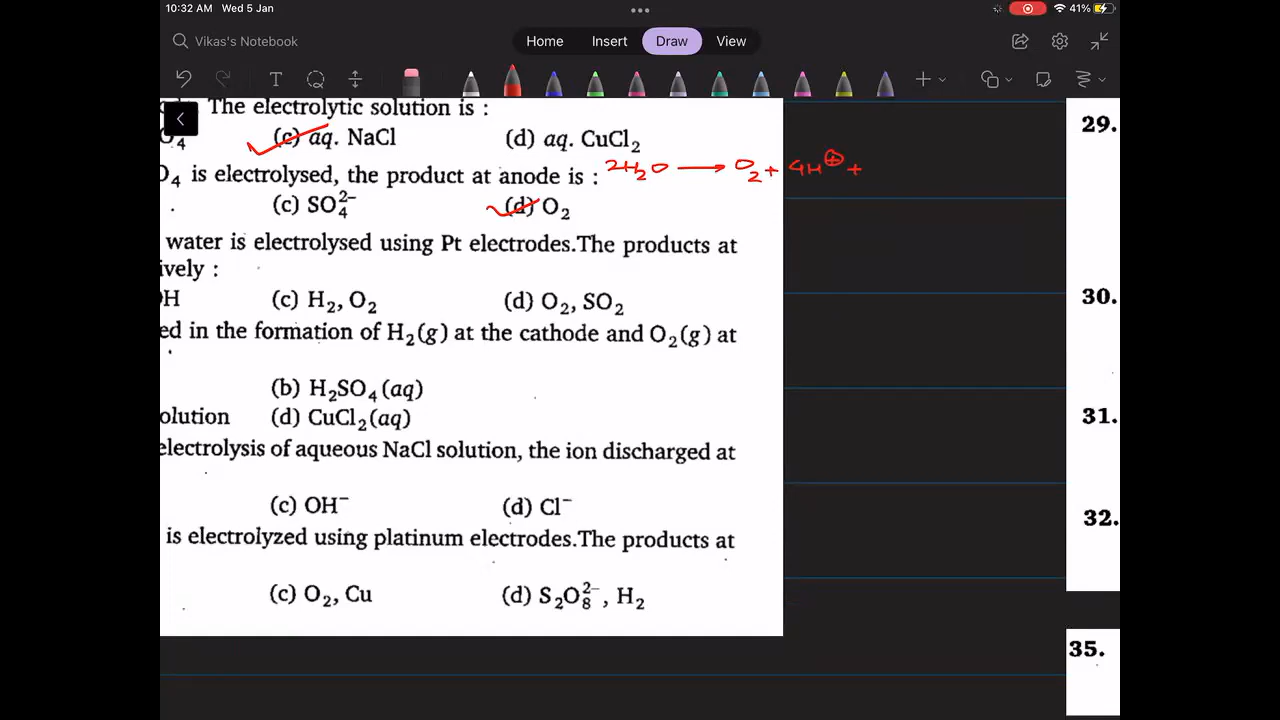 10:32 AM Wed 5 Jan
41%
Vikas's Notebook
Home Insert Draw View
The electrolytic solution is :
29.
(c) aq. NaCl (d) aq. CuCl2
O4 is electrolysed, the product at anode is : 2H2O → O2 + 4H⊕ +
(c) SO4^2− (d) O2
water is electrolysed using Pt electrodes.The products at
ively :
30.
H (c) H2, O2 (d) O2, SO2
ed in the formation of H2(g) at the cathode and O2(g) at
(b) H2SO4(aq)
31.
olution (d) CuCl2(aq)
electrolysis of aqueous NaCl solution, the ion discharged at
(c) OH− (d) Cl−
32.
is electrolyzed using platinum electrodes.The products at
(c) O2, Cu (d) S2O8^2−, H2
35.